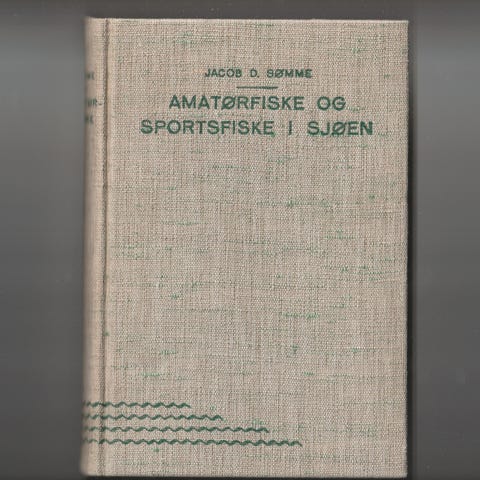 JACOB D. SØMME
AMATØRFISKE OG
SPORTSFISKE I SJØEN